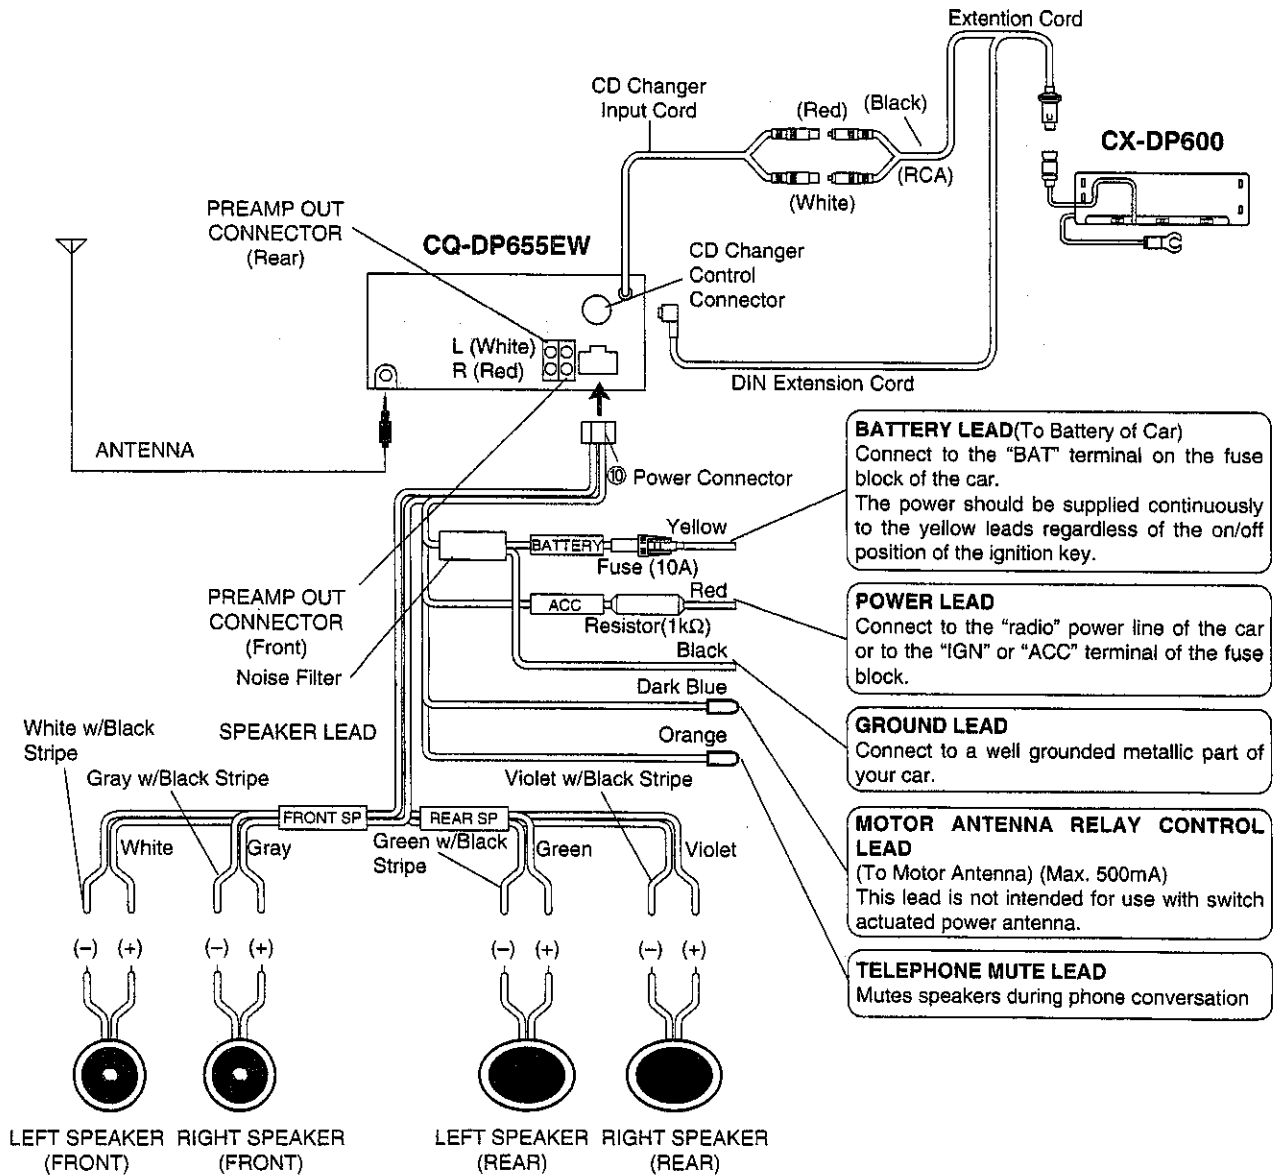 Extention Cord
CD Changer
Input Cord
(Red)
(Black)
CX-DP600
(RCA)
(White)
PREAMP OUT
CONNECTOR
(Rear)
CQ-DP655EW
CD Changer
Control
Connector
L (White)
R (Red)
DIN Extension Cord
ANTENNA
⑩ Power Connector
BATTERY LEAD(To Battery of Car)
Connect to the "BAT" terminal on the fuse
block of the car.
The power should be supplied continuously
to the yellow leads regardless of the on/off
position of the ignition key.
Yellow
BATTERY
Fuse (10A)
Red
ACC
Resistor(1kΩ)
PREAMP OUT
CONNECTOR
(Front)
POWER LEAD
Connect to the "radio" power line of the car
or to the "IGN" or "ACC" terminal of the fuse
block.
Black
Noise Filter
Dark Blue
GROUND LEAD
Connect to a well grounded metallic part of
your car.
White w/Black
Stripe
SPEAKER LEAD
Orange
Gray w/Black Stripe
Violet w/Black Stripe
MOTOR ANTENNA RELAY CONTROL
LEAD
(To Motor Antenna) (Max. 500mA)
This lead is not intended for use with switch
actuated power antenna.
FRONT SP
REAR SP
White
Gray
Green w/Black
Stripe
Green
Violet
TELEPHONE MUTE LEAD
Mutes speakers during phone conversation
(–) (+)
(–) (+)
(–) (+)
(–) (+)
LEFT SPEAKER
(FRONT)
RIGHT SPEAKER
(FRONT)
LEFT SPEAKER
(REAR)
RIGHT SPEAKER
(REAR)